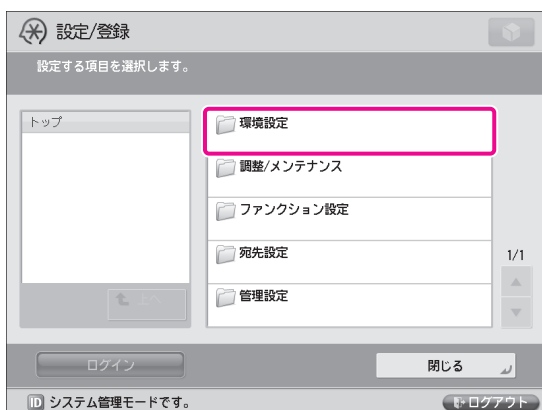 設定/登録
設定する項目を選択します。
トップ
環境設定
調整/メンテナンス
ファンクション設定
宛先設定
管理設定
1/1
上へ
ログイン
閉じる
ID システム管理モードです。
ログアウト